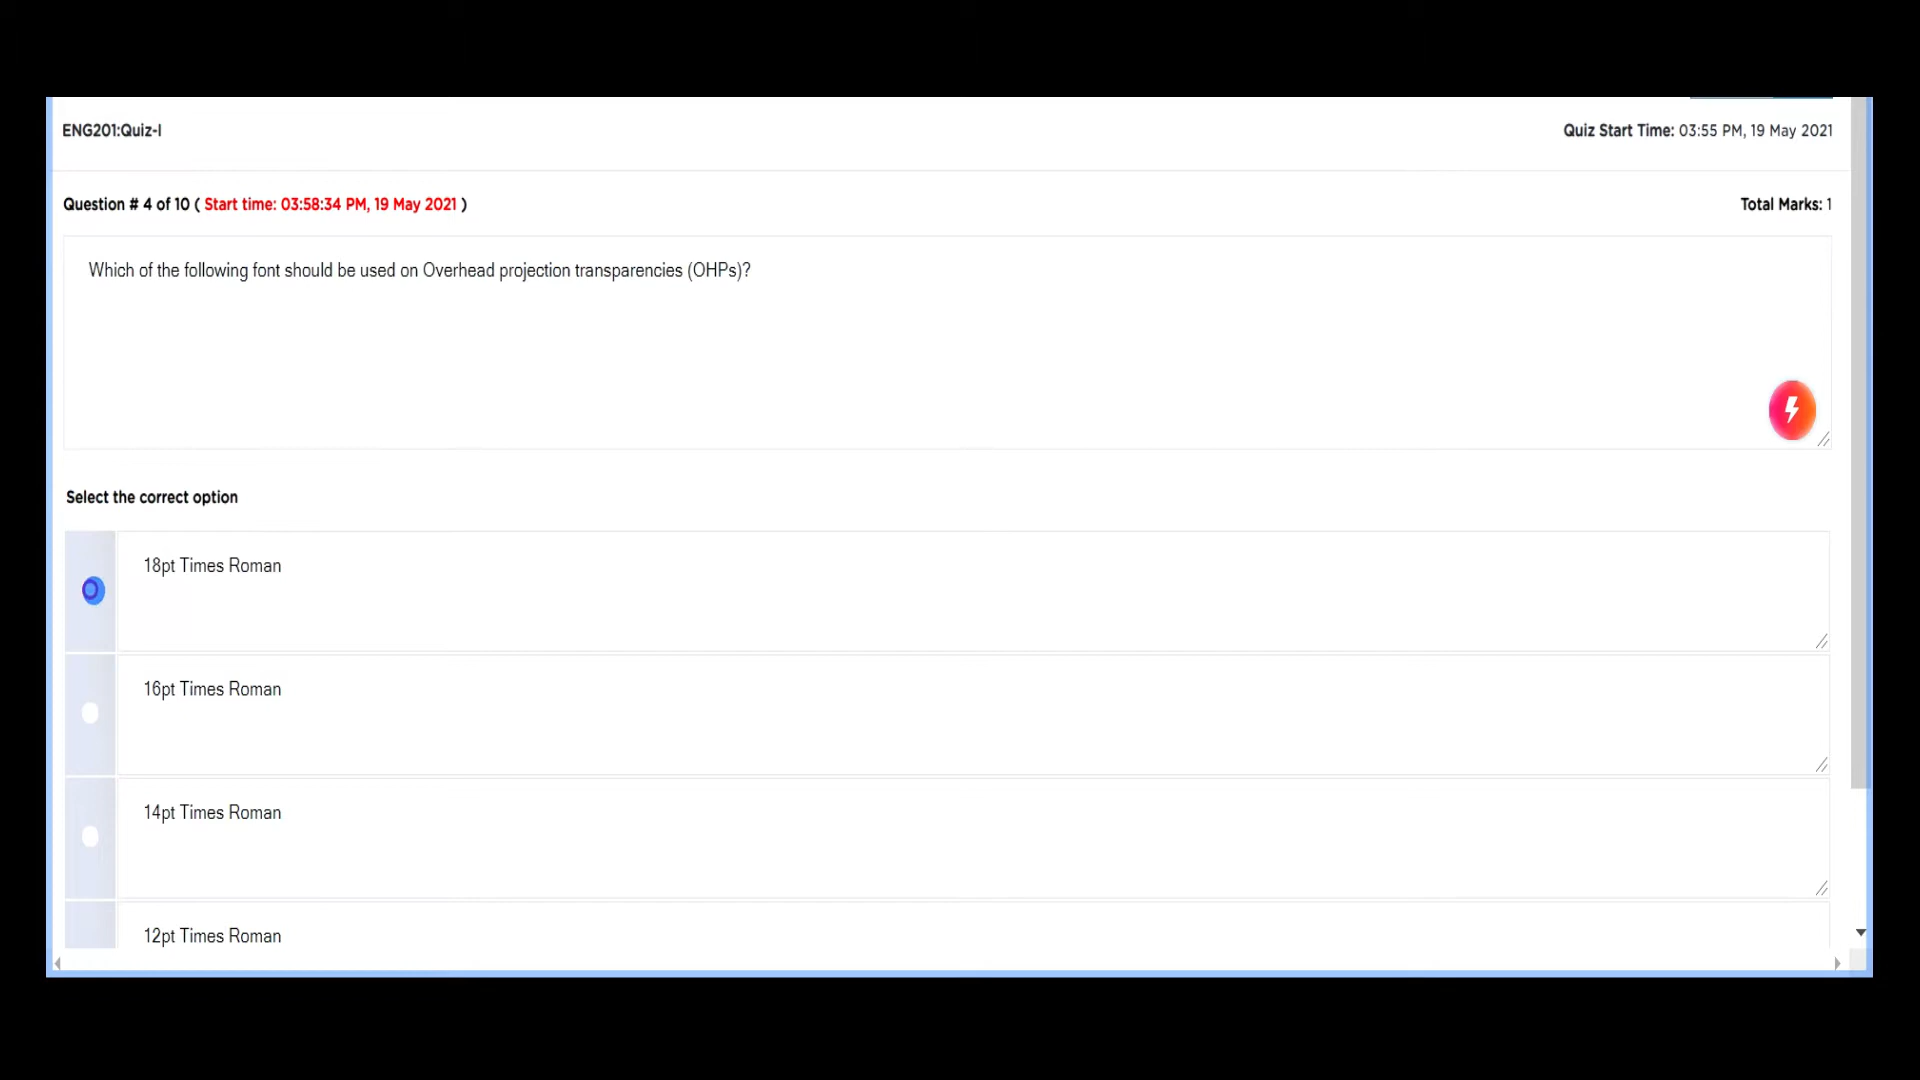 ENG201:Quiz-I
Quiz Start Time: 03:55 PM, 19 May 2021
Question # 4 of 10 ( Start time: 03:58:34 PM, 19 May 2021 )
Total Marks: 1
Which of the following font should be used on Overhead projection transparencies (OHPs)?
Select the correct option
18pt Times Roman
16pt Times Roman
14pt Times Roman
12pt Times Roman